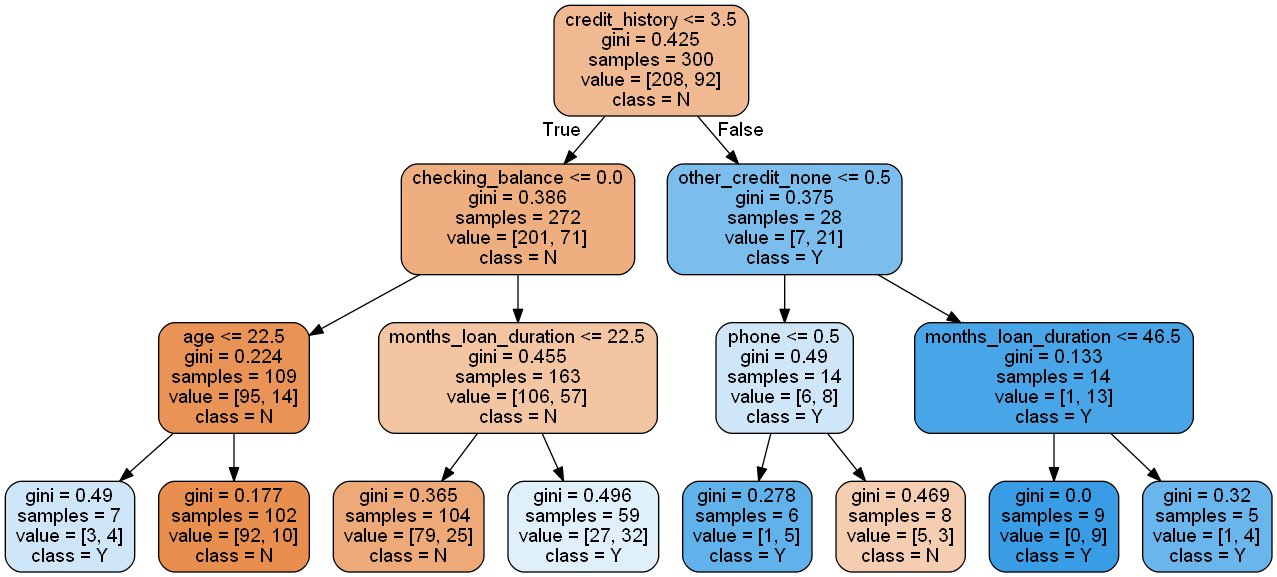 credit_history <= 3.5
gini = 0.425
samples = 300
value = [208, 92]
class = N
True
False
checking_balance <= 0.0
gini = 0.386
samples = 272
value = [201, 71]
class = N
other_credit_none <= 0.5
gini = 0.375
samples = 28
value = [7, 21]
class = Y
age <= 22.5
gini = 0.224
samples = 109
value = [95, 14]
class = N
months_loan_duration <= 22.5
gini = 0.455
samples = 163
value = [106, 57]
class = N
phone <= 0.5
gini = 0.49
samples = 14
value = [6, 8]
class = Y
months_loan_duration <= 46.5
gini = 0.133
samples = 14
value = [1, 13]
class = Y
gini = 0.49
samples = 7
value = [3, 4]
class = Y
gini = 0.177
samples = 102
value = [92, 10]
class = N
gini = 0.365
samples = 104
value = [79, 25]
class = N
gini = 0.496
samples = 59
value = [27, 32]
class = Y
gini = 0.278
samples = 6
value = [1, 5]
class = Y
gini = 0.469
samples = 8
value = [5, 3]
class = N
gini = 0.0
samples = 9
value = [0, 9]
class = Y
gini = 0.32
samples = 5
value = [1, 4]
class = Y